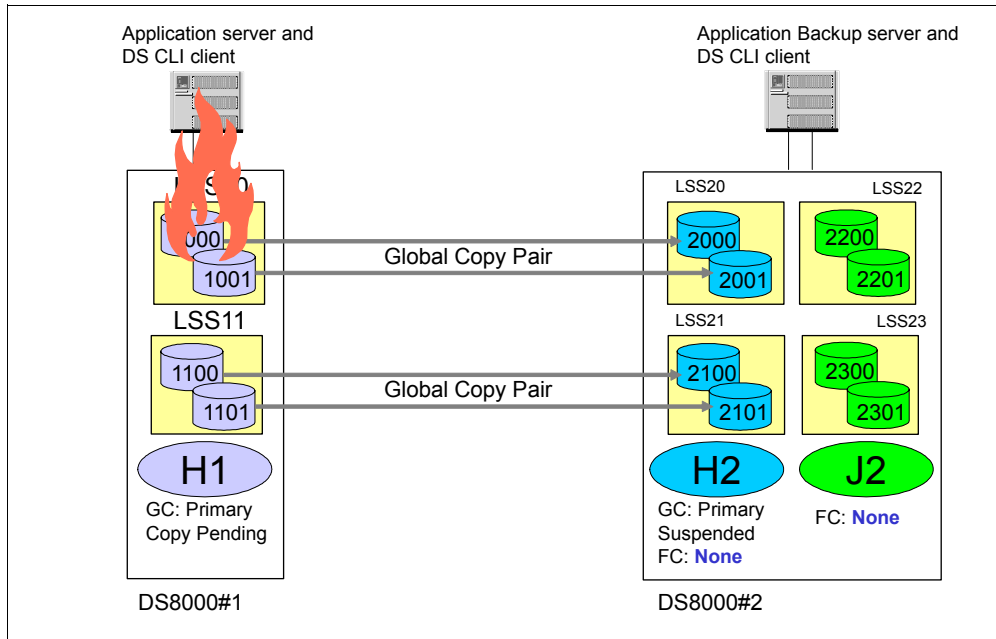 Application server and
DS CLI client
Application Backup server and
DS CLI client
LSS20
LSS22
1001
2000
2001
2200
2201
Global Copy Pair
LSS11
LSS21
LSS23
1100
1101
2100
2101
2300
2301
Global Copy Pair
H1
H2
J2
GC: Primary
Copy Pending
GC: Primary
Suspended
FC: None
FC: None
DS8000#1
DS8000#2